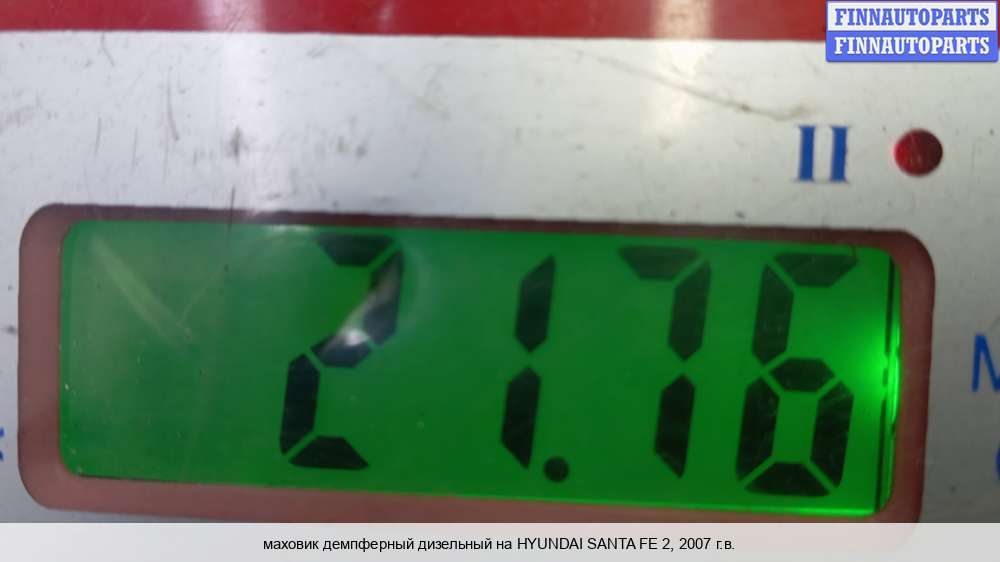 FINNAUTOPARTS
FINNAUTOPARTS
II
21.76
маховик демпферный дизельный на HYUNDAI SANTA FE 2, 2007 г.в.